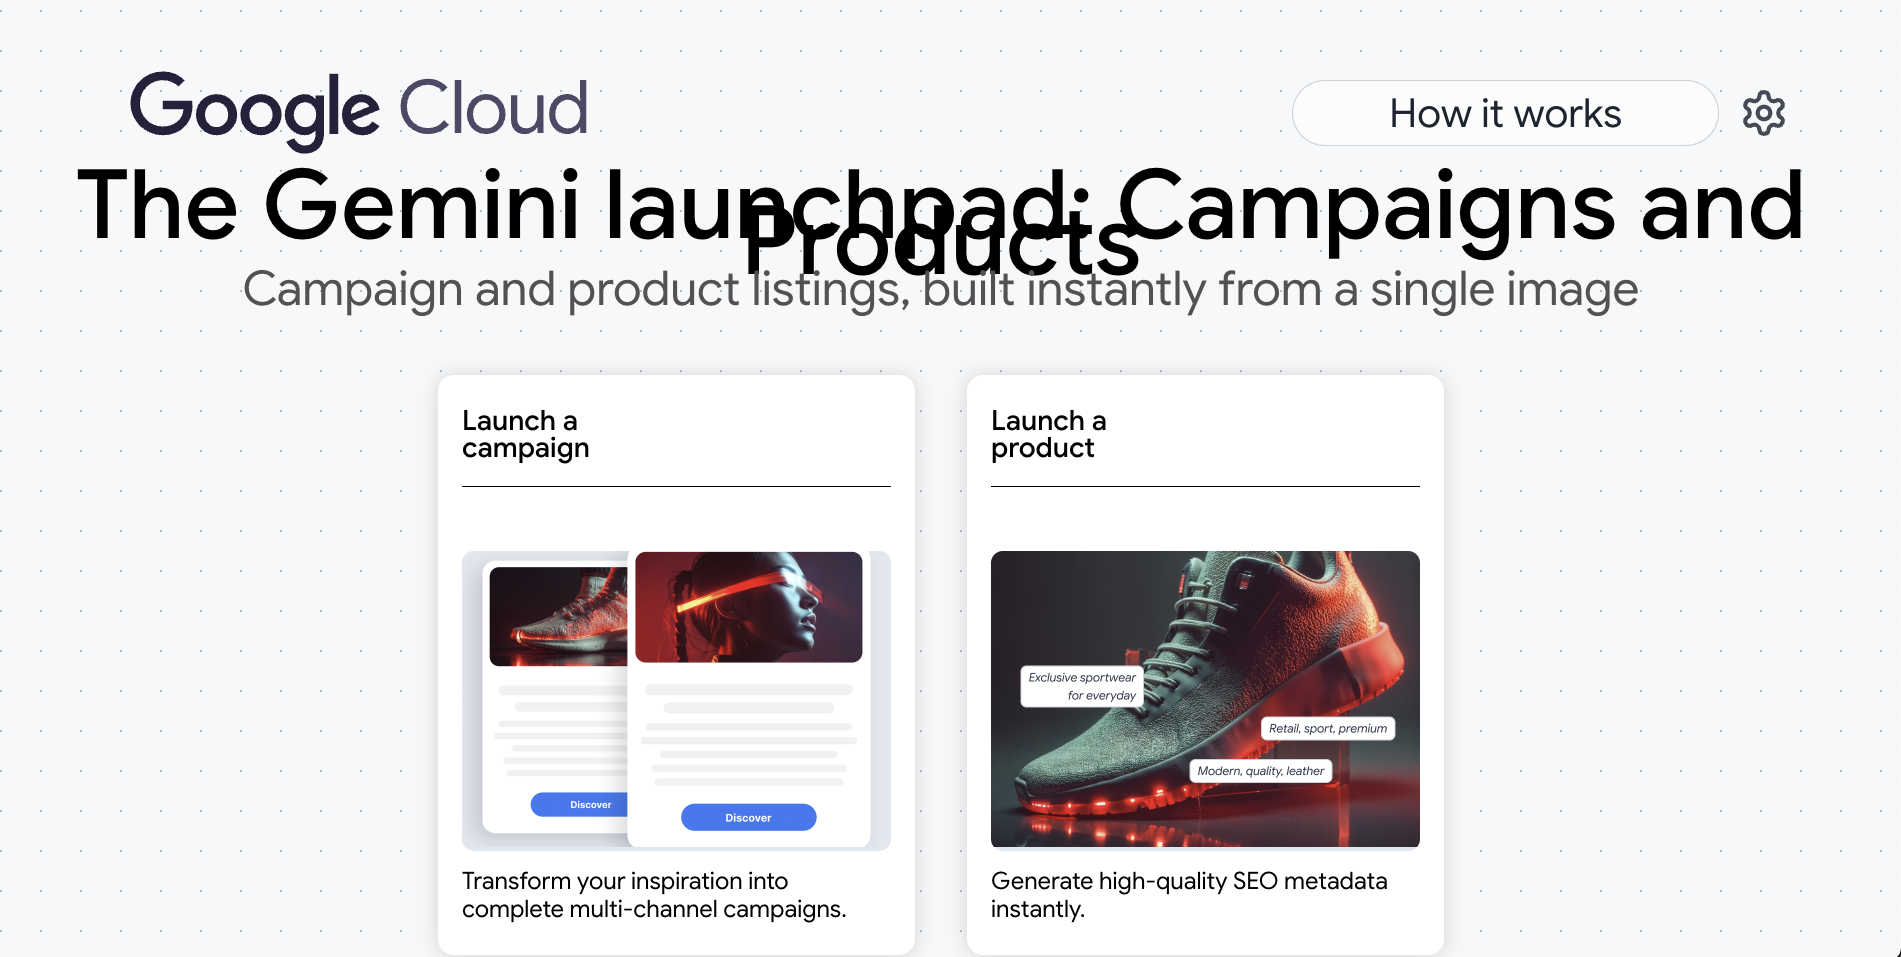 Google Cloud
How it works
The Gemini launchpad: Campaigns and
Products
Campaign and product listings, built instantly from a single image
Launch a
campaign
Discover
Discover
Transform your inspiration into
complete multi-channel campaigns.
Launch a
product
Exclusive sportwear
for everyday
Retail, sport, premium
Modern, quality, leather
Generate high-quality SEO metadata
instantly.